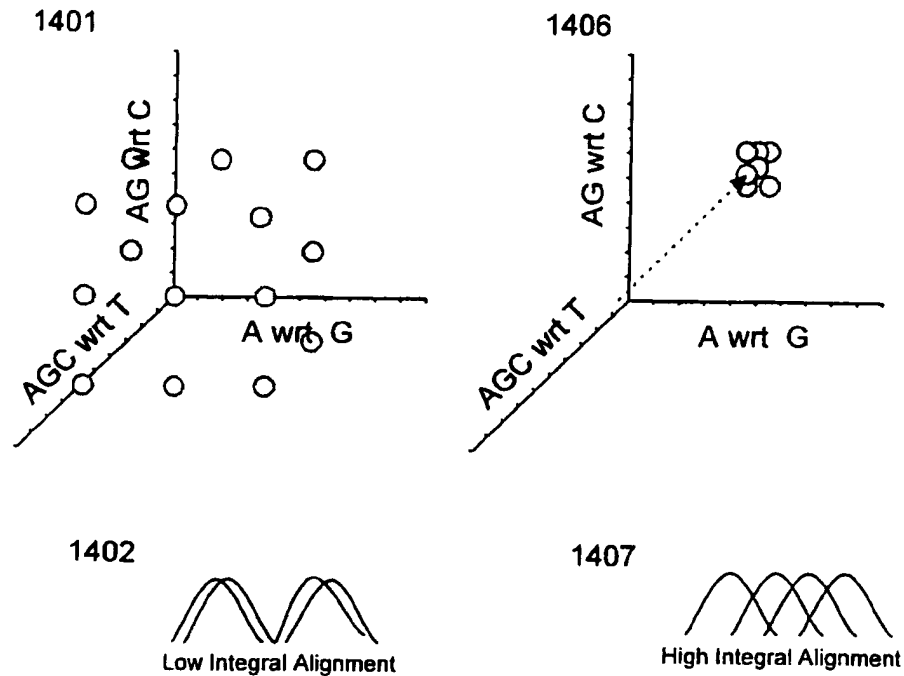 1401
AG wrt C
A wrt G
AGC wrt T
1406
AG wrt C
A wrt G
AGC wrt T
1402
Low Integral Alignment
1407
High Integral Alignment